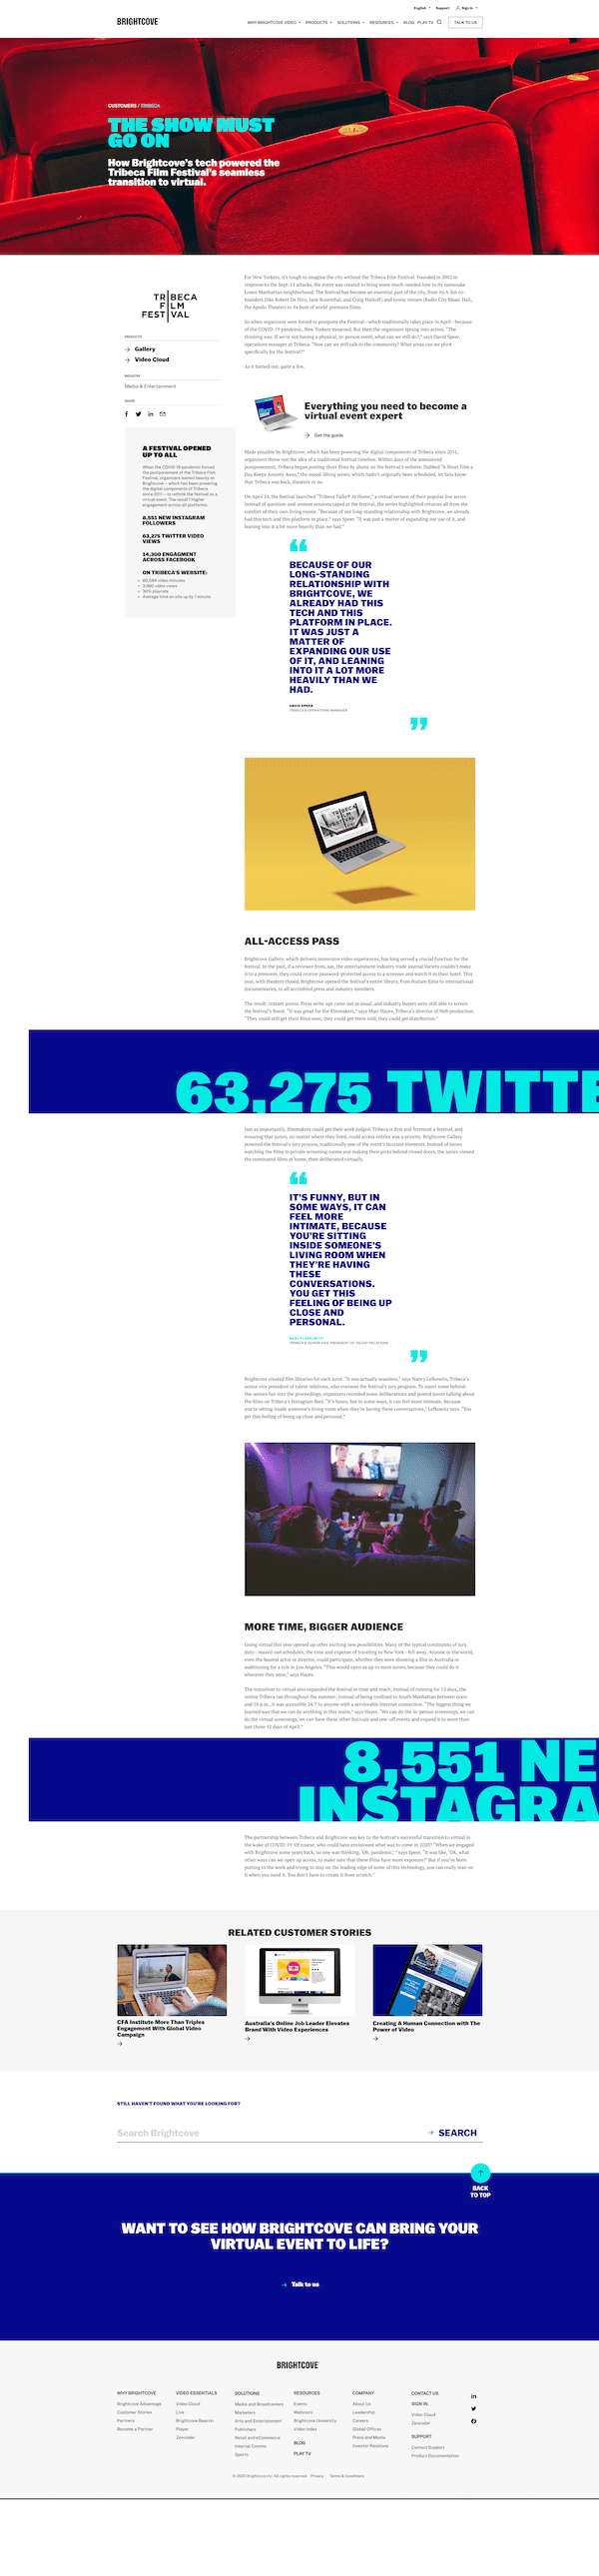 English
Support
Sign In
BRIGHTCOVE
WHY BRIGHTCOVE VIDEO
PRODUCTS
SOLUTIONS
RESOURCES
BLOG
PLAY TV
TALK TO US
CUSTOMERS / TRIBECA
THE SHOW MUST
GO ON
How Brightcove's tech powered the
Tribeca Film Festival's seamless
transition to virtual.
TRIBECA
FILM
FESTIVAL
PRODUCTS
Gallery
Video Cloud
INDUSTRY
Media & Entertainment
SHARE
A FESTIVAL OPENED
UP TO ALL
When the COVID-19 pandemic forced
the postponement of the Tribeca Film
Festival, organizers leaned heavily on
Brightcove – which has been powering
the digital components of Tribeca
since 2011 – to rethink the festival as a
virtual event. The result? Higher
engagement across all platforms:
8,551 NEW INSTAGRAM
FOLLOWERS
63,275 TWITTER VIDEO
VIEWS
14,300 ENGAGMENT
ACROSS FACEBOOK
ON TRIBECA'S WEBSITE:
3,660 video views
30% playrate
Average time on site up by 1 minute
For New Yorkers, it's tough to imagine the city without the Tribeca Film Festival. Founded in 2002 in
response to the Sept. 11 attacks, the event was created to bring some much-needed love to its namesake
Lower Manhattan neighborhood. The festival has become an essential part of the city, from its A-list co-
founders (like Robert De Niro, Jane Rosenthal, and Craig Hatkoff) and iconic venues (Radio City Music Hall,
the Apollo Theater) to its host of world-premiere films.
So when organizers were forced to postpone the Festival—which traditionally takes place in April—because
of the COVID-19 pandemic, New Yorkers mourned. But then the organizers sprang into action. "The
thinking was: If we're not having a physical, in-person event, what can we still do?," says David Speer,
operations manager at Tribeca. "How can we still talk to the community? What areas can we pivot
specifically for the festival?"
As it turned out, quite a few.
Everything you need to become a
virtual event expert
Get the guide
Made possible by Brightcove, which has been powering the digital components of Tribeca since 2011,
organizers threw out the idea of a traditional festival timeline. Within days of the announced
postponement, Tribeca began posting short films by alums on the festival's website. Dubbed "A Short Film a
Day Keeps Anxiety Away," the mood-lifting series, which hadn't originally been scheduled, let fans know
that Tribeca was back, theaters or no.
On April 24, the festival launched "Tribeca Talks® At Home," a virtual version of their popular live series.
Instead of question-and-answer sessions taped at the festival, the series highlighted creators all from the
comfort of their own living rooms. "Because of our long-standing relationship with Brightcove, we already
had this tech and this platform in place," says Speer. "It was just a matter of expanding our use of it, and
leaning into it a lot more heavily than we had."
BECAUSE OF OUR
LONG-STANDING
RELATIONSHIP WITH
BRIGHTCOVE, WE
ALREADY HAD THIS
TECH AND THIS
PLATFORM IN PLACE.
IT WAS JUST A
MATTER OF
EXPANDING OUR USE
OF IT, AND LEANING
INTO IT A LOT MORE
HEAVILY THAN WE
HAD.
DAVID SPEER
TRIBECA'S OPERATIONS MANAGER
TRIBECA
FILM
FESTIVAL
ALL-ACCESS PASS
Brightcove Gallery, which delivers immersive video experiences, has long served a crucial function for the
festival. In the past, if a reviewer from, say, the entertainment industry trade journal Variety couldn't make
it to a premiere, they could receive password-protected access to a screener and watch it in their hotel. This
year, with theaters closed, Brightcove opened the festival's entire library, from feature films to international
documentaries, to all accredited press and industry members.
The result: instant access. Press write-ups came out as usual, and industry buyers were still able to screen
the festival's finest. "It was great for the filmmakers," says Marc Hayes, Tribeca's director of Web production.
"They could still get their films seen; they could get them sold; they could get distribution."
63,275 TWITTE
Just as importantly, filmmakers could get their work judged. Tribeca is first and foremost a festival, and
ensuring that jurors, no matter where they lived, could access entries was a priority. Brightcove Gallery
powered the festival's jury process, traditionally one of the event's busiest elements. Instead of jurors
watching the films in private screening rooms and making their picks behind closed doors, the jurors viewed
the nominated films at home, then deliberated virtually.
IT'S FUNNY, BUT IN
SOME WAYS, IT CAN
FEEL MORE
INTIMATE, BECAUSE
YOU'RE SITTING
INSIDE SOMEONE'S
LIVING ROOM WHEN
THEY'RE HAVING
THESE
CONVERSATIONS.
YOU GET THIS
FEELING OF BEING UP
CLOSE AND
PERSONAL.
TRIBECA'S SENIOR VICE PRESIDENT OF TALENT RELATIONS
Brightcove created film libraries for each juror. "It was actually seamless," says Nancy Lefkowitz, Tribeca's
senior vice president of talent relations, who oversees the festival's jury program. To inject some behind-
the-scenes fun into the proceedings, organizers recorded some deliberations and posted jurors talking about
the films on Tribeca's Instagram feed. "It's funny, but in some ways, it can feel more intimate, because
you're sitting inside someone's living room when they're having these conversations," Lefkowitz says. "You
get this feeling of being up close and personal."
MORE TIME, BIGGER AUDIENCE
Going virtual this year opened up other exciting new possibilities. Many of the typical constraints of jury
duty—maxed-out schedules, the time and expense of traveling to New York—fell away. Anyone in the world,
even the busiest actor or director, could participate, whether they were shooting a film in Australia or
auditioning for a role in Los Angeles. "This would open us up to more jurors, because they could do it
wherever they were," says Hayes.
The transition to virtual also expanded the festival in time and reach; instead of running for 12 days, the
online Tribeca ran throughout the summer; instead of being confined to South Manhattan between noon
and 10 p.m., it was accessible 24/7 to anyone with a serviceable Internet connection. "The biggest thing we
learned was that we can do anything in this realm," says Hayes. "We can do the in-person screenings, we can
do the virtual screenings, we can have these other festivals and one-off events and expand it to more than
just those 12 days of April."
8,551 NE
INSTAGRA
The partnership between Tribeca and Brightcove was key to the festival's successful transition to virtual in
the wake of COVID-19. Of course, who could have envisioned what was to come in 2020? "When we engaged
with Brightcove some years back, no one was thinking, 'OK, pandemic,'" says Speer. "It was like, 'OK, what
other ways can we open up access, to make sure that these films have more exposure?' But if you've been
putting in the work and trying to stay on the leading edge of some of this technology, you can really lean on
it when you need it. You don't have to create it from scratch."
RELATED CUSTOMER STORIES
CFA Institute More Than Triples
Engagement With Global Video
Campaign
Australia's Online Job Leader Elevates
Brand With Video Experiences
Creating A Human Connection with The
Power of Video
STILL HAVEN'T FOUND WHAT YOU'RE LOOKING FOR?
Search Brightcove
SEARCH
BACK
TO TOP
WANT TO SEE HOW BRIGHTCOVE CAN BRING YOUR
VIRTUAL EVENT TO LIFE?
Talk to us
BRIGHTCOVE
WHY BRIGHTCOVE
Brightcove Advantage
Customer Stories
Partners
Become a Partner
VIDEO ESSENTIALS
Video Cloud
Live
Brightcove Beacon
Player
Zencoder
SOLUTIONS
Media and Broadcasters
Marketers
Arts and Entertainment
Publishers
Retail and eCommerce
Internal Comms
Sports
RESOURCES
Events
Webinars
Brightcove University
Video Index
BLOG
PLAY TV
COMPANY
About Us
Leadership
Careers
Global Offices
Press and Media
Investor Relations
CONTACT US
SIGN IN
Video Cloud
Zencoder
SUPPORT
Contact Support
Product Documentation
© 2020 Brightcove Inc. All rights reserved.
Privacy
Terms & Conditions